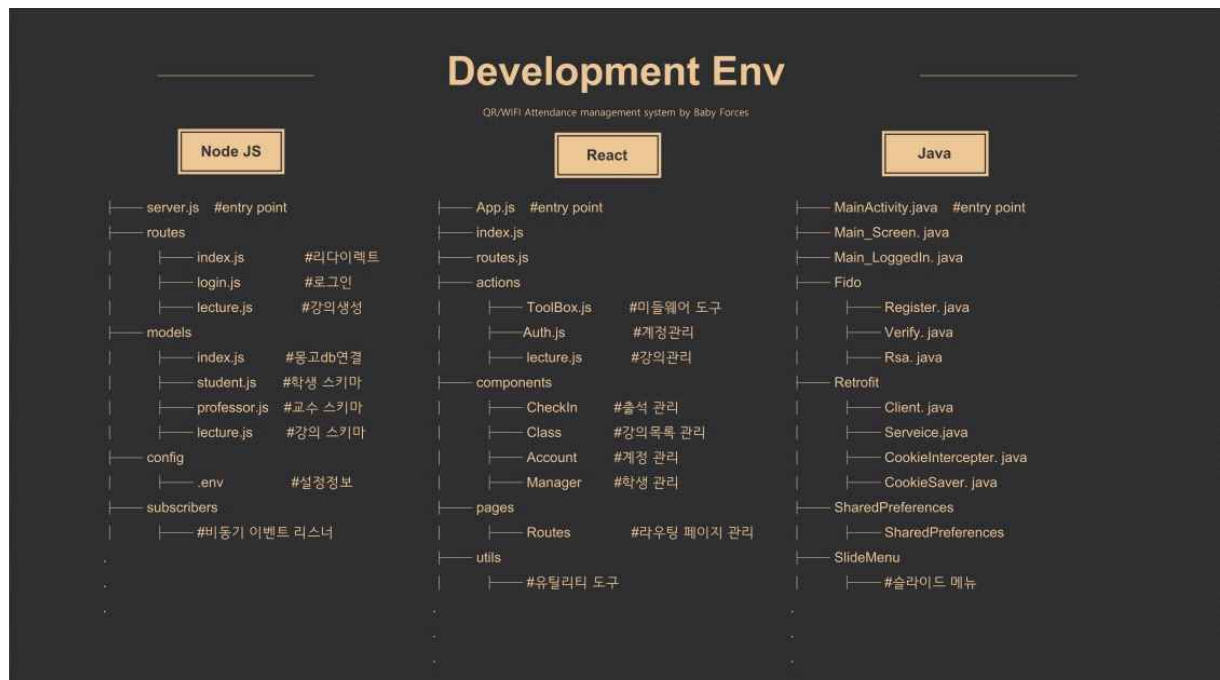 Development Env
QR/WIFI Attendance management system by Baby Forces
Node JS
server.js #entry point
routes
index.js #리다이렉트
login.js #로그인
lecture.js #강의생성
models
index.js #몽고db연결
student.js #학생 스키마
professor.js #교수 스키마
lecture.js #강의 스키마
config
.env #설정정보
subscribers
#비동기 이벤트 리스너
.
.
.
React
App.js #entry point
index.js
routes.js
actions
ToolBox.js #미들웨어 도구
Auth.js #계정관리
lecture.js #강의관리
components
CheckIn #출석 관리
Class #강의목록 관리
Account #계정 관리
Manager #학생 관리
pages
Routes #라우팅 페이지 관리
utils
#유틸리티 도구
.
.
.
Java
MainActivity.java #entry point
Main_Screen. java
Main_LoggedIn. java
Fido
Register. java
Verify. java
Rsa. java
Retrofit
Client. java
Serveice.java
CookieIntercepter. java
CookieSaver. java
SharedPreferences
SharedPreferences
SlideMenu
#슬라이드 메뉴
.
.
.